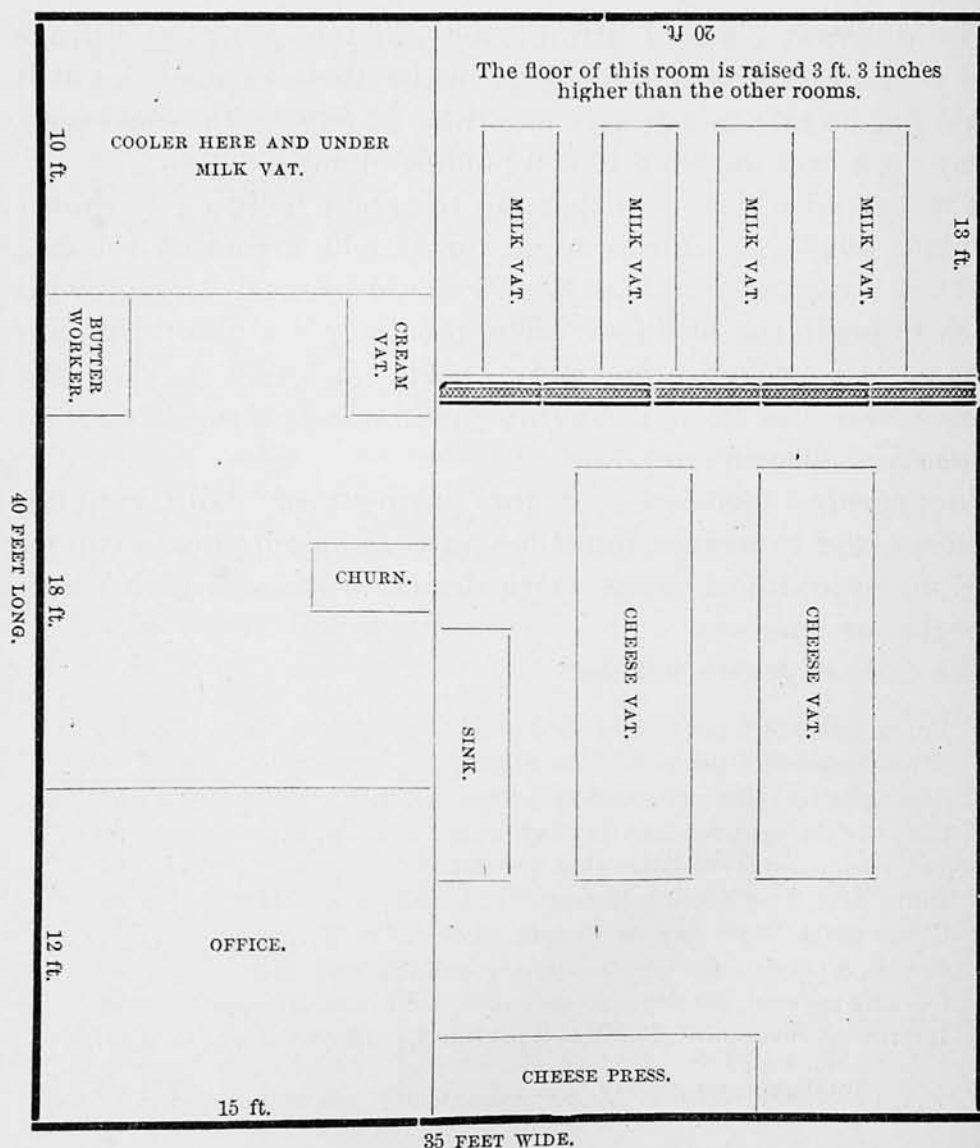 20 ft.
The floor of this room is raised 3 ft. 3 inches
higher than the other rooms.
COOLER HERE AND UNDER
MILK VAT.
10 ft.
MILK VAT.
MILK VAT.
MILK VAT.
MILK VAT.
13 ft.
BUTTER
WORKER.
CREAM
VAT.
40 FEET LONG.
18 ft.
CHURN.
SINK.
CHEESE VAT.
CHEESE VAT.
12 ft.
OFFICE.
CHEESE PRESS.
15 ft.
35 FEET WIDE.